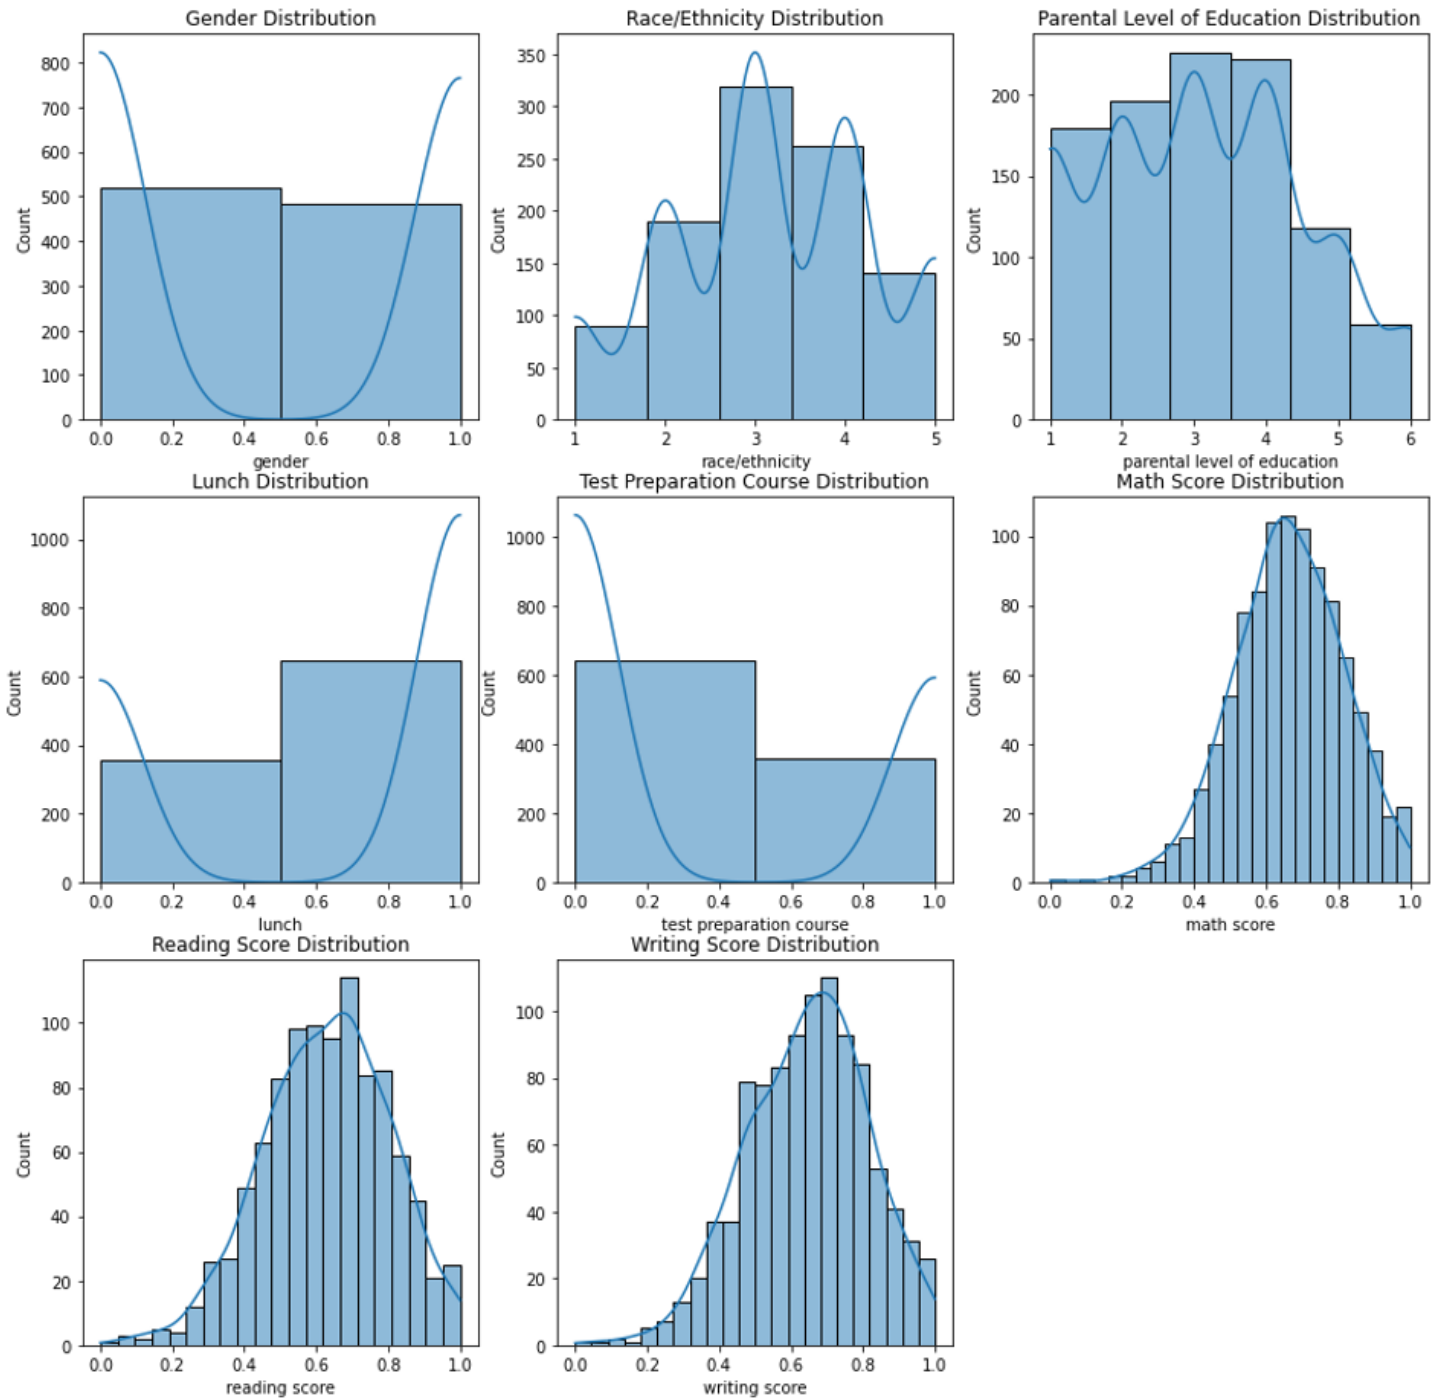 Gender Distribution
800
700
600
500
400
300
200
100
0
Count
0.0 0.2 0.4 0.6 0.8 1.0
gender
Race/Ethnicity Distribution
350
300
250
200
150
100
50
0
Count
1 2 3 4 5
race/ethnicity
Parental Level of Education Distribution
200
150
100
50
0
Count
1 2 3 4 5 6
parental level of education
Lunch Distribution
1000
800
600
400
200
0
Count
0.0 0.2 0.4 0.6 0.8 1.0
lunch
Test Preparation Course Distribution
1000
800
600
400
200
0
Count
0.0 0.2 0.4 0.6 0.8 1.0
test preparation course
Math Score Distribution
100
80
60
40
20
0
Count
0.0 0.2 0.4 0.6 0.8 1.0
math score
Reading Score Distribution
100
80
60
40
20
0
Count
0.0 0.2 0.4 0.6 0.8 1.0
reading score
Writing Score Distribution
100
80
60
40
20
0
Count
0.0 0.2 0.4 0.6 0.8 1.0
writing score